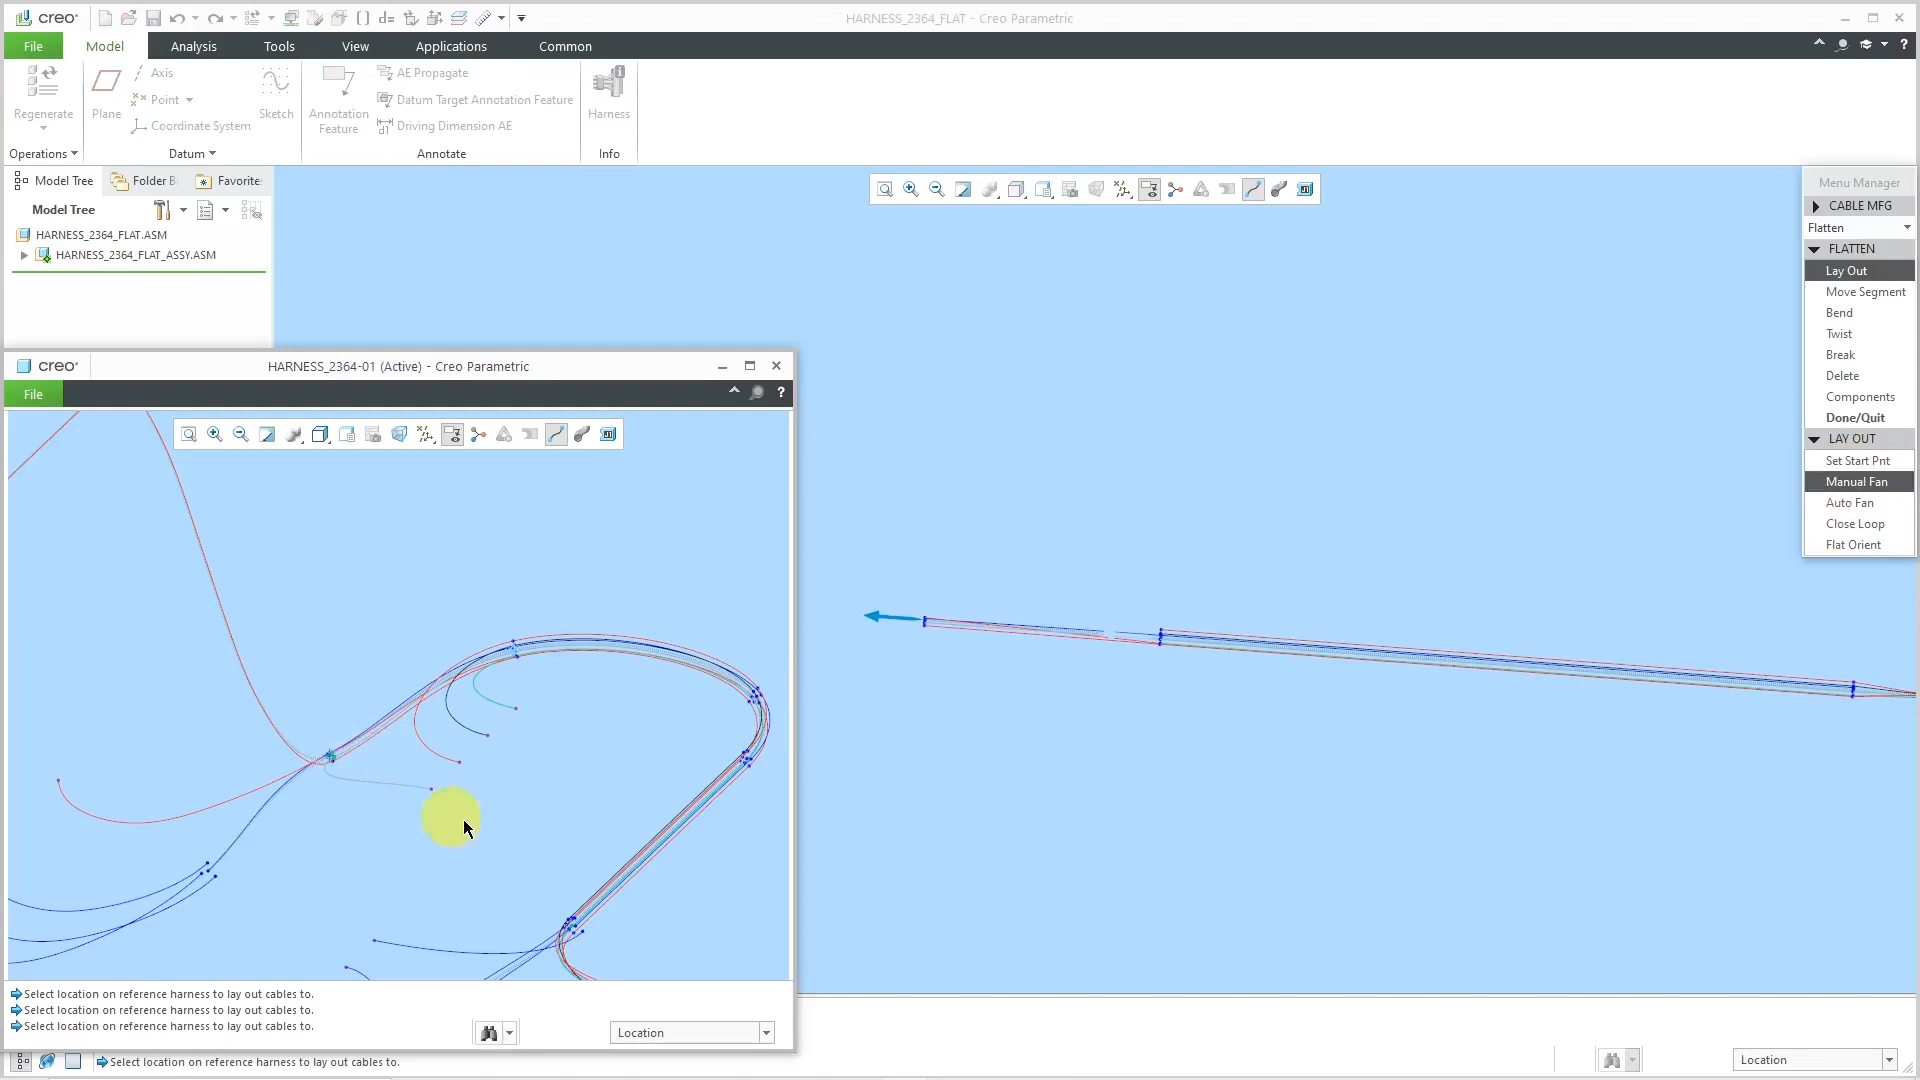 creo
HARNESS_2364_FLAT - Creo Parametric
File
Model
Analysis
Tools
View
Applications
Common
Regenerate
Plane
Axis
Point
Coordinate System
Sketch
Annotation
Feature
AE Propagate
Datum Target Annotation Feature
Driving Dimension AE
Harness
Operations
Datum
Annotate
Info
Model Tree
Folder B
Favorite
Model Tree
HARNESS_2364_FLAT.ASM
HARNESS_2364_FLAT_ASSY.ASM
Menu Manager
CABLE MFG
Flatten
FLATTEN
Lay Out
Move Segment
Bend
Twist
Break
Delete
Components
Done/Quit
LAY OUT
Set Start Pnt
Manual Fan
Auto Fan
Close Loop
Flat Orient
creo
HARNESS_2364-01 (Active) - Creo Parametric
File
?
Select location on reference harness to lay out cables to.
Select location on reference harness to lay out cables to.
Select location on reference harness to lay out cables to.
Location
Select location on reference harness to lay out cables to.
Location